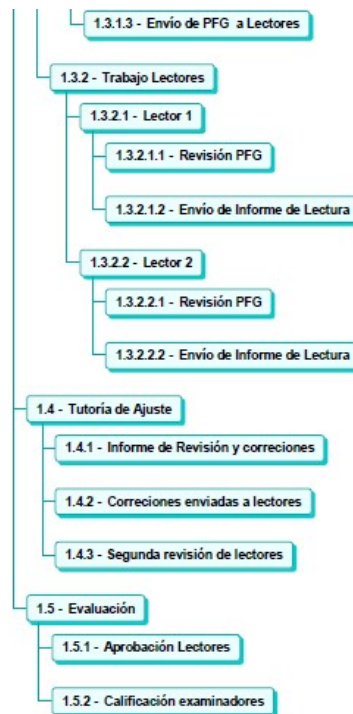 1.3.1.3 - Envío de PFG a Lectores
1.3.2 - Trabajo Lectores
1.3.2.1 - Lector 1
1.3.2.1.1 - Revisión PFG
1.3.2.1.2 - Envío de Informe de Lectura
1.3.2.2 - Lector 2
1.3.2.2.1 - Revisión PFG
1.3.2.2.2 - Envío de Informe de Lectura
1.4 - Tutoría de Ajuste
1.4.1 - Informe de Revisión y correciones
1.4.2 - Correciones enviadas a lectores
1.4.3 - Segunda revisión de lectores
1.5 - Evaluación
1.5.1 - Aprobación Lectores
1.5.2 - Calificación examinadores